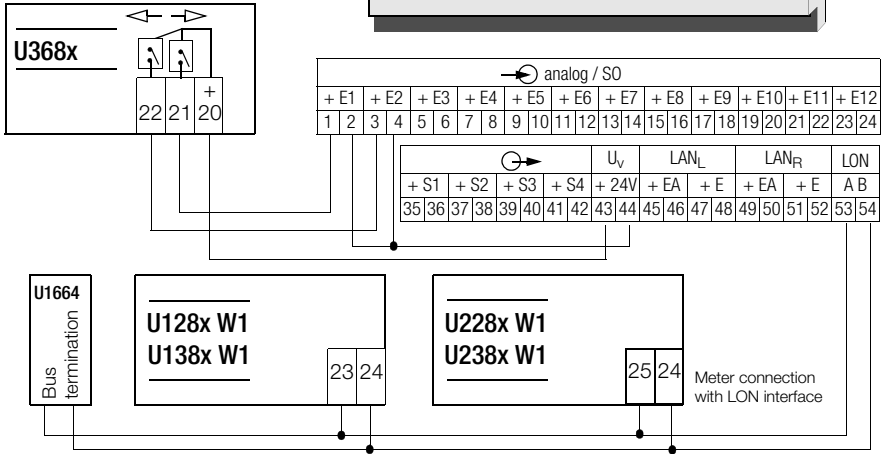 U368x
+
22 21 20
analog / SO
+ E1 + E2 + E3 + E4 + E5 + E6 + E7 + E8 + E9 + E10 + E11 + E12
1 2 3 4 5 6 7 8 9 10 11 12 13 14 15 16 17 18 19 20 21 22 23 24
Uv LANL LANR LON
+ S1 + S2 + S3 + S4 + 24V + EA + E + EA + E A B
35 36 37 38 39 40 41 42 43 44 45 46 47 48 49 50 51 52 53 54
U1664
Bus
termination
U128x W1
U138x W1
23 24
U228x W1
U238x W1
25 24
Meter connection
with LON interface